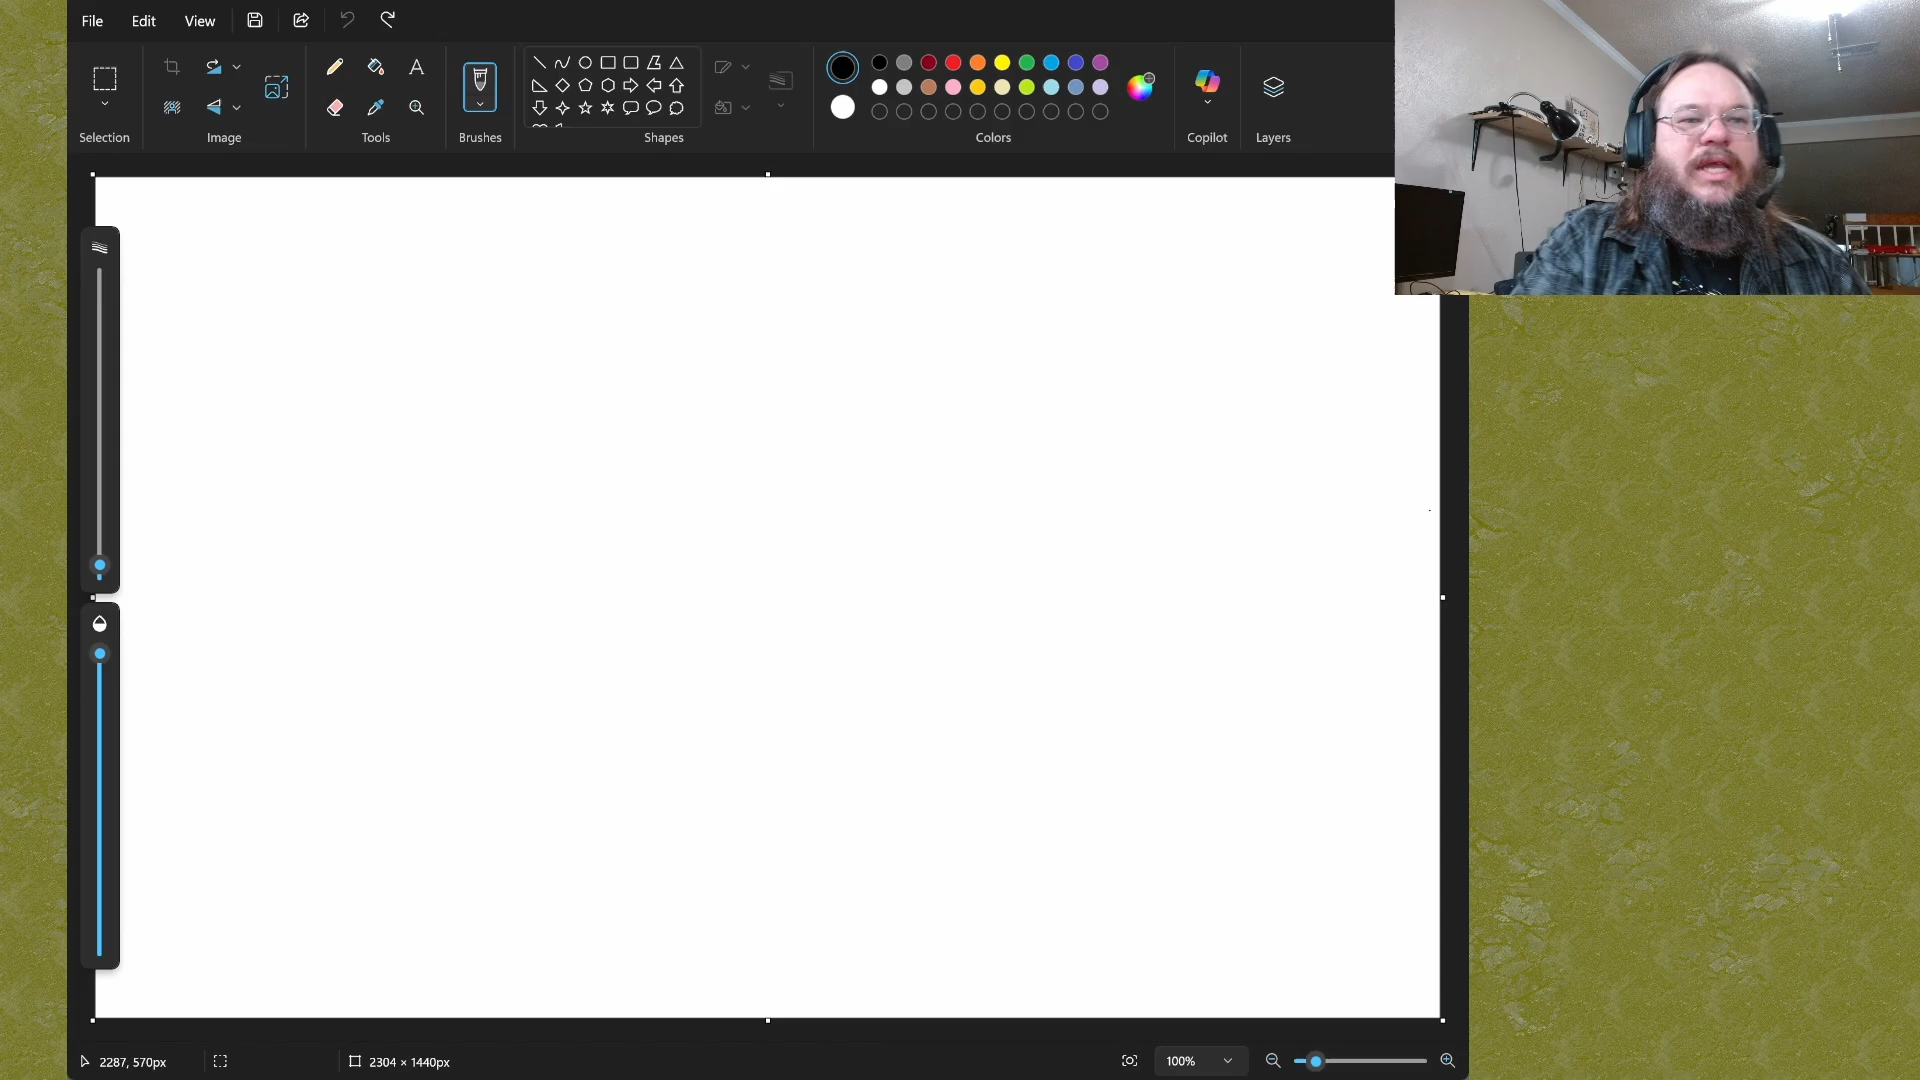 File Edit View
Selection Image Tools Brushes Shapes Colors Copilot Layers
2287, 570px 2304 × 1440px 100%